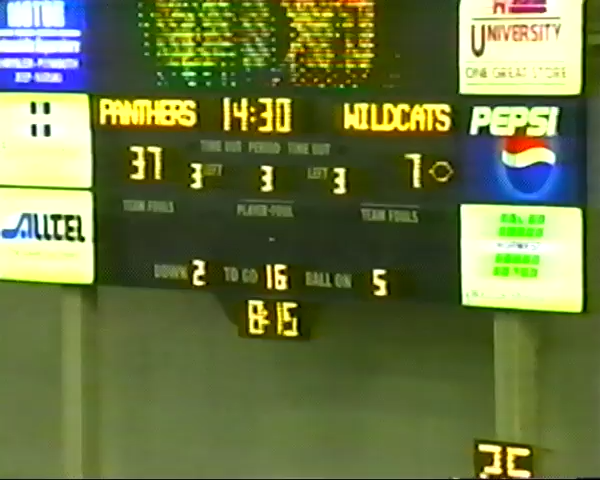 MOTOR
UNIVERSITY
ONE GREAT STORE
PANTHERS 14:30 WILDCATS
PEPSI
TIME OUT PERIOD TIME OUT
37 3 LEFT 3 LEFT 3 7
ALLTEL
TEAM FOULS PLAYER-FOUL TEAM FOULS
DOWN 2 TO GO 16 BALL ON 5
8:15
25